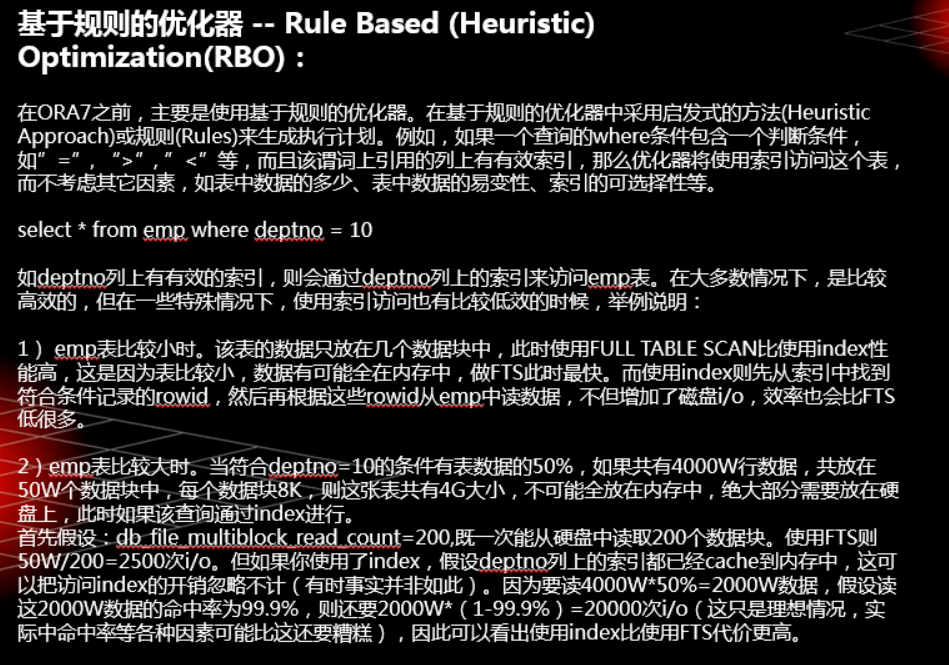 基于规则的优化器 -- Rule Based (Heuristic)
Optimization(RBO)：
在ORA7之前，主要是使用基于规则的优化器。在基于规则的优化器中采用启发式的方法(Heuristic
Approach)或规则(Rules)来生成执行计划。例如，如果一个查询的where条件包含一个判断条件，
如”=”，“>”，“ <”等，而且该谓词上引用的列上有有效索引，那么优化器将使用索引访问这个表，
而不考虑其它因素，如表中数据的多少、表中数据的易变性、索引的可选择性等。
select * from emp where deptno = 10
如deptno列上有有效的索引，则会通过deptno列上的索引来访问emp表。在大多数情况下，是比较
高效的，但在一些特殊情况下，使用索引访问也有比较低效的时候，举例说明：
1） emp表比较小时。该表的数据只放在几个数据块中，此时使用FULL TABLE SCAN比使用index性
能高，这是因为表比较小，数据有可能全在内存中，做FTS此时最快。而使用index则先从索引中找到
符合条件记录的rowid，然后再根据这些rowid从emp中读数据，不但增加了磁盘i/o，效率也会比FTS
低很多。
2）emp表比较大时。当符合deptno=10的条件有表数据的50%，如果共有4000W行数据，共放在
50W个数据块中，每个数据块8K，则这张表共有4G大小，不可能全放在内存中，绝大部分需要放在硬
盘上，此时如果该查询通过index进行。
首先假设：db_file_multiblock_read_count=200,既一次能从硬盘中读取200个数据块。使用FTS则
50W/200=2500次i/o。但如果你使用了index，假设deptno列上的索引都已经cache到内存中，这可
以把访问index的开销忽略不计（有时事实并非如此）。因为要读4000W*50%=2000W数据，假设读
这2000W数据的命中率为99.9%，则还要2000W*（1-99.9%）=20000次i/o（这只是理想情况，实
际中命中率等各种因素可能比这还要糟糕），因此可以看出使用index比使用FTS代价更高。